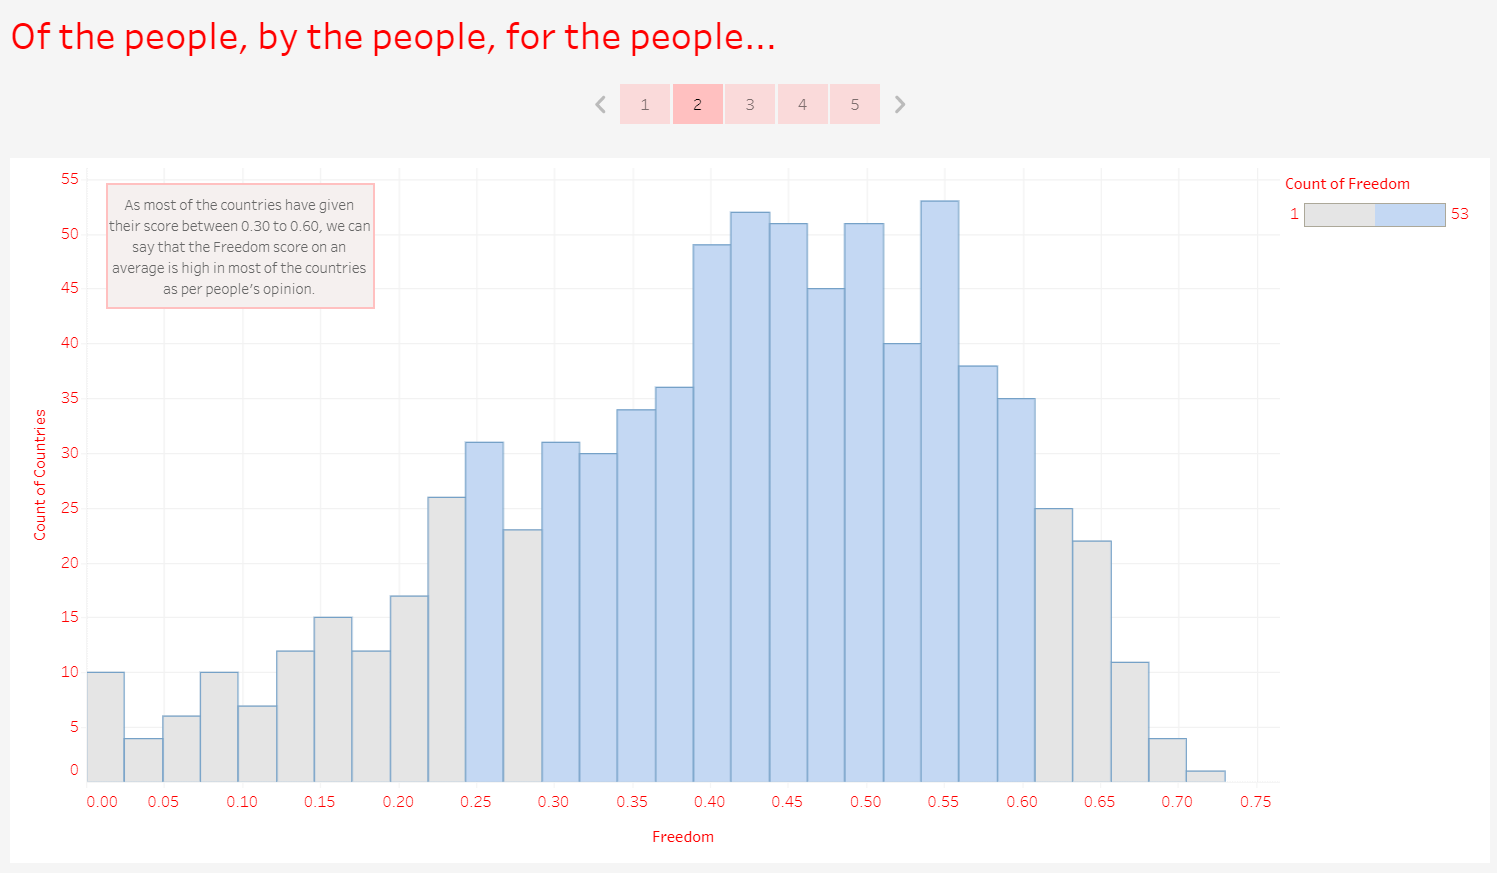 Of the people, by the people, for the people...
1 2 3 4 5
As most of the countries have given
their score between 0.30 to 0.60, we can
say that the Freedom score on an
average is high in most of the countries
as per people's opinion.
Count of Freedom
1 53
55
50
45
40
35
30
25
20
15
10
5
0
Count of Countries
0.00 0.05 0.10 0.15 0.20 0.25 0.30 0.35 0.40 0.45 0.50 0.55 0.60 0.65 0.70 0.75
Freedom